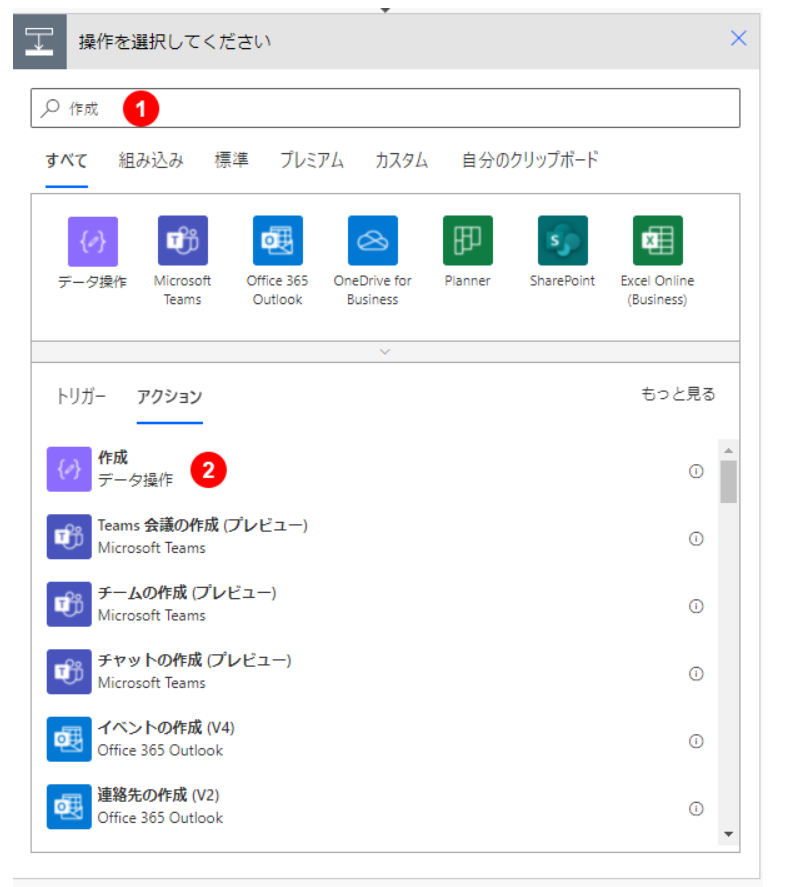 操作を選択してください
作成
1
すべて 組み込み 標準 プレミアム カスタム 自分のクリップボード
データ操作
Microsoft Teams
Office 365 Outlook
OneDrive for Business
Planner
SharePoint
Excel Online (Business)
トリガー アクション もっと見る
作成
データ操作
2
Teams 会議の作成 (プレビュー)
Microsoft Teams
チームの作成 (プレビュー)
Microsoft Teams
チャットの作成 (プレビュー)
Microsoft Teams
イベントの作成 (V4)
Office 365 Outlook
連絡先の作成 (V2)
Office 365 Outlook